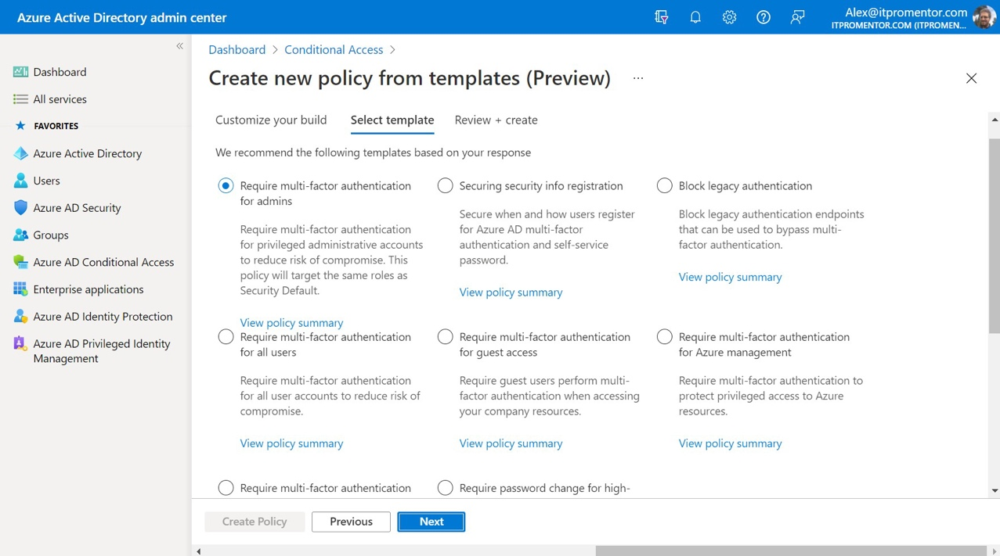 Azure Active Directory admin center
Alex@itpromentor.com
ITPROMENTOR.COM (ITPROMEN...
«
Dashboard
All services
FAVORITES
Azure Active Directory
Users
Azure AD Security
Groups
Azure AD Conditional Access
Enterprise applications
Azure AD Identity Protection
Azure AD Privileged Identity
Management
Dashboard > Conditional Access >
Create new policy from templates (Preview) ...
Customize your build Select template Review + create
We recommend the following templates based on your response
Require multi-factor authentication
for admins
Require multi-factor authentication
for privileged administrative accounts
to reduce risk of compromise. This
policy will target the same roles as
Security Default.
View policy summary
Securing security info registration
Secure when and how users register
for Azure AD multi-factor
authentication and self-service
password.
View policy summary
Block legacy authentication
Block legacy authentication endpoints
that can be used to bypass multi-
factor authentication.
View policy summary
Require multi-factor authentication
for all users
Require multi-factor authentication
for all user accounts to reduce risk of
compromise.
View policy summary
Require multi-factor authentication
for guest access
Require guest users perform multi-
factor authentication when accessing
your company resources.
View policy summary
Require multi-factor authentication
for Azure management
Require multi-factor authentication to
protect privileged access to Azure
resources.
View policy summary
Require multi-factor authentication
Require password change for high-
Create Policy Previous Next